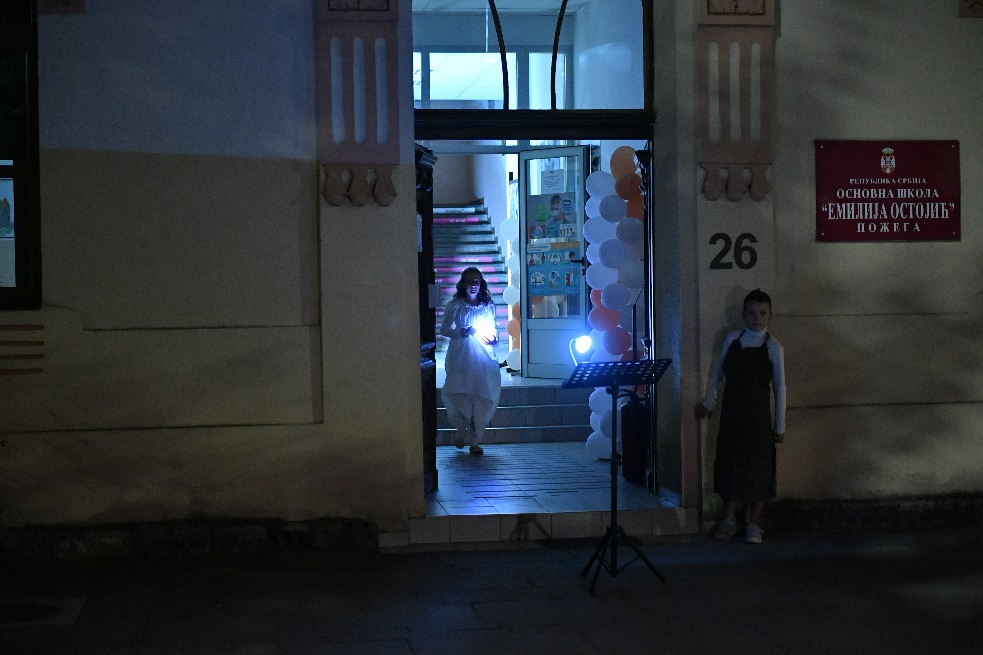 26
РЕПУБЛИКА СРБИЈА
ОСНОВНА ШКОЛА
“ЕМИЛИЈА ОСТОЈИЋ”
ПОЖЕГА